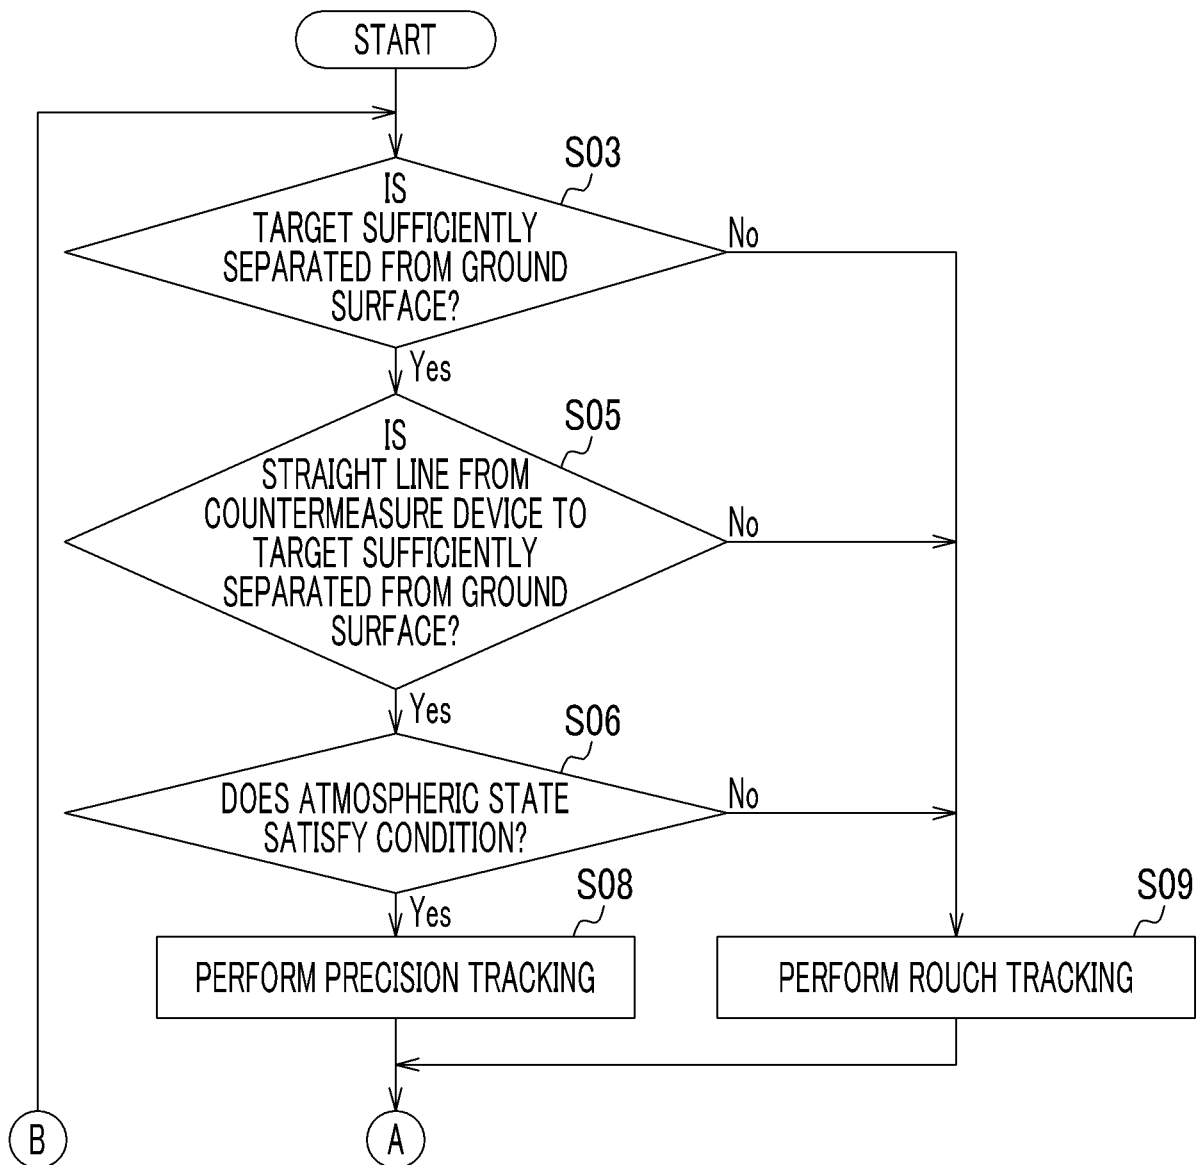 START
S03
IS
TARGET SUFFICIENTLY
SEPARATED FROM GROUND
SURFACE?
No
Yes
S05
IS
STRAIGHT LINE FROM
COUNTERMEASURE DEVICE TO
TARGET SUFFICIENTLY
SEPARATED FROM GROUND
SURFACE?
No
Yes
S06
DOES ATMOSPHERIC STATE
SATISFY CONDITION?
No
Yes
S08
PERFORM PRECISION TRACKING
S09
PERFORM ROUCH TRACKING
B
A